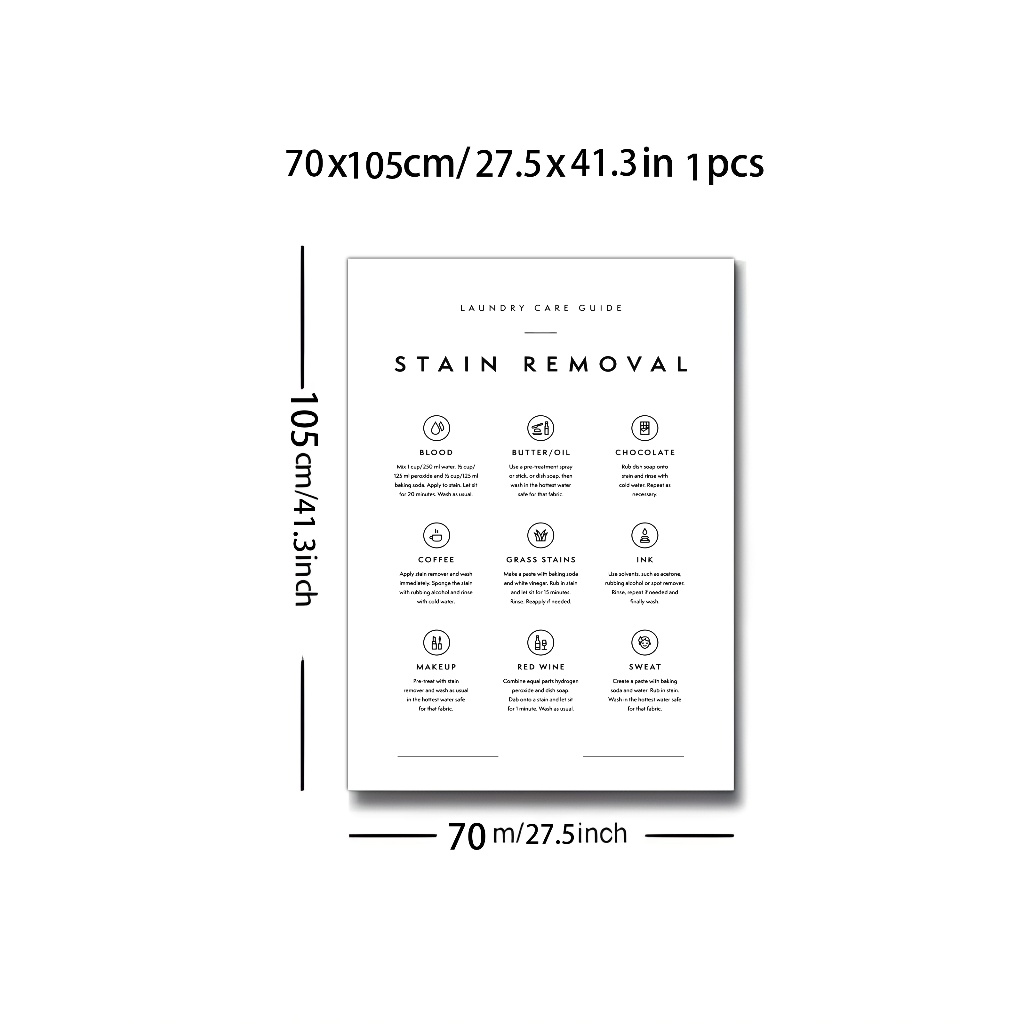 70x105cm/27.5x41.3in 1pcs
105cm/41.3inch
LAUNDRY CARE GUIDE
STAIN REMOVAL
BLOOD
Mix 1 cup/250 ml water, ½ cup/
125 ml peroxide and ½ cup/125 ml
baking soda. Apply to stain. Let sit
for 20 minutes. Wash as usual.
BUTTER/OIL
Use a pre-treatment spray
or stick, or dish soap, then
wash in the hottest water
safe for that fabric.
CHOCOLATE
Rub dish soap onto
stain and rinse with
cold water. Repeat as
necessary.
COFFEE
Apply stain remover and wash
immediately. Sponge the stain
with rubbing alcohol and rinse
with cold water.
GRASS STAINS
Make a paste with baking soda
and white vinegar. Rub in stain
and let sit for 15 minutes.
Rinse. Reapply if needed.
INK
Use solvents, such as acetone,
rubbing alcohol or spot remover.
Rinse, repeat if needed and
finally wash.
MAKEUP
Pre-treat with stain
remover and wash as usual
in the hottest water safe
for that fabric.
RED WINE
Combine equal parts hydrogen
peroxide and dish soap.
Dab onto a stain and let sit
for 1 minute. Wash as usual.
SWEAT
Create a paste with baking
soda and water. Rub in stain.
Wash in the hottest water safe
for that fabric.
70 m/27.5inch